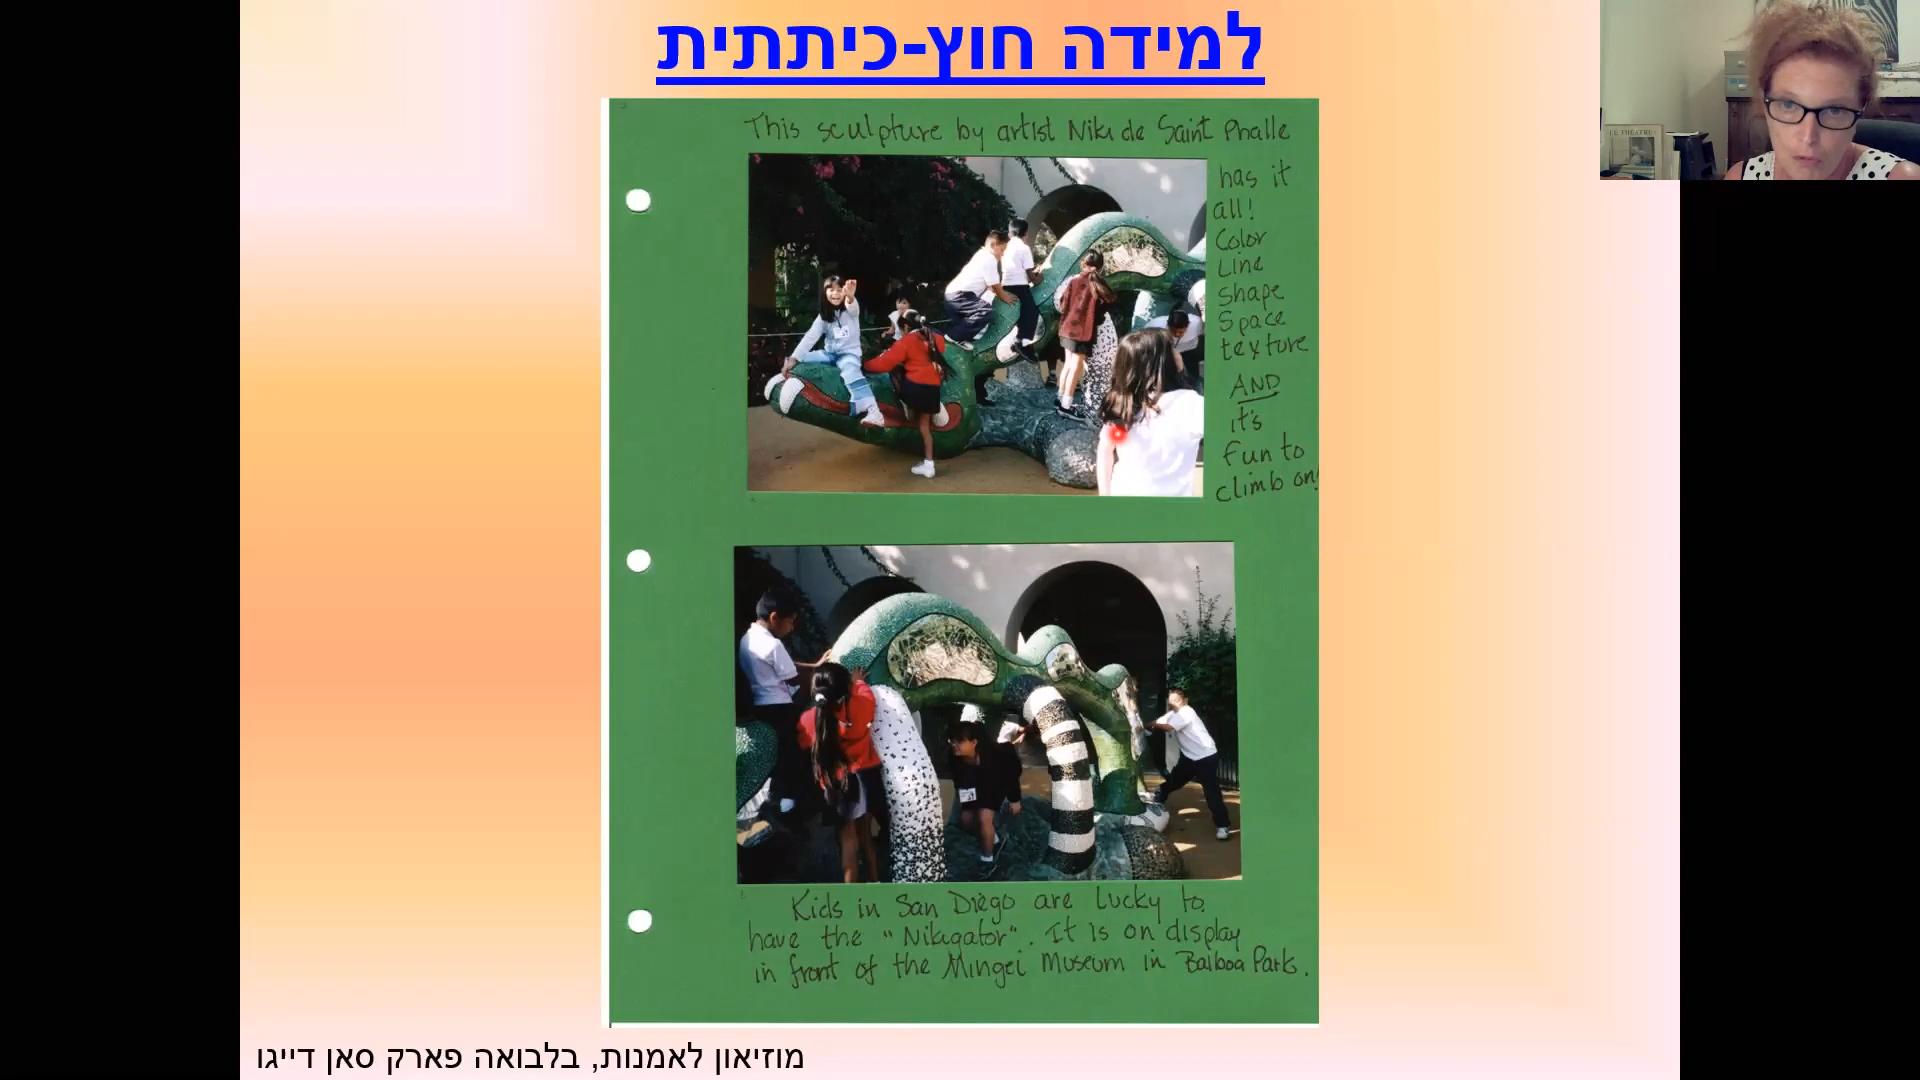 למידה חוץ-כיתתית
This sculpture by artist Niki de Saint Phalle
has it
all!
Color
Line
Shape
Space
texture
AND
it's
fun to
climb on!
Kids in San Diego are lucky to
have the "Nikigator". It is on display
in front of the Mingei Museum in Balboa Park.
מוזיאון לאמנות, בלבואה פארק סאן דייגו
LE THEATRE